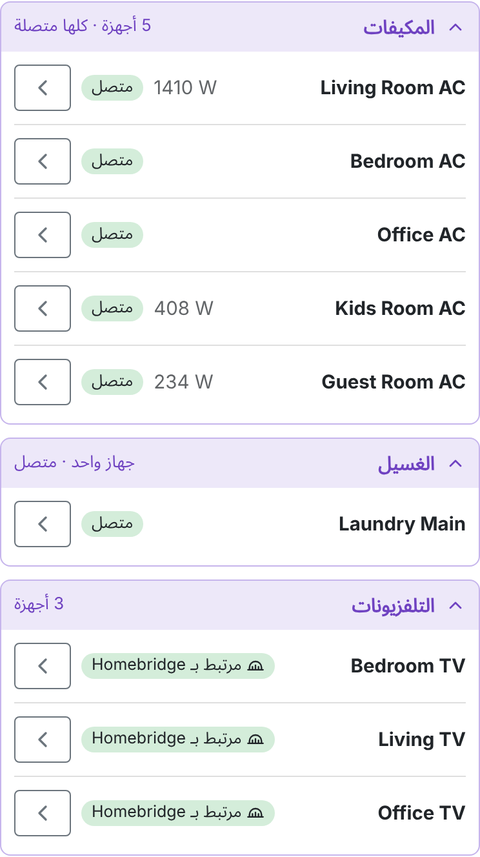 المكيفات 5 أجهزة · كلها متصلة
Living Room AC 1410 W متصل
Bedroom AC متصل
Office AC متصل
Kids Room AC 408 W متصل
Guest Room AC 234 W متصل
الغسيل جهاز واحد · متصل
Laundry Main متصل
التلفزيونات 3 أجهزة
Bedroom TV مرتبط بـ Homebridge
Living TV مرتبط بـ Homebridge
Office TV مرتبط بـ Homebridge